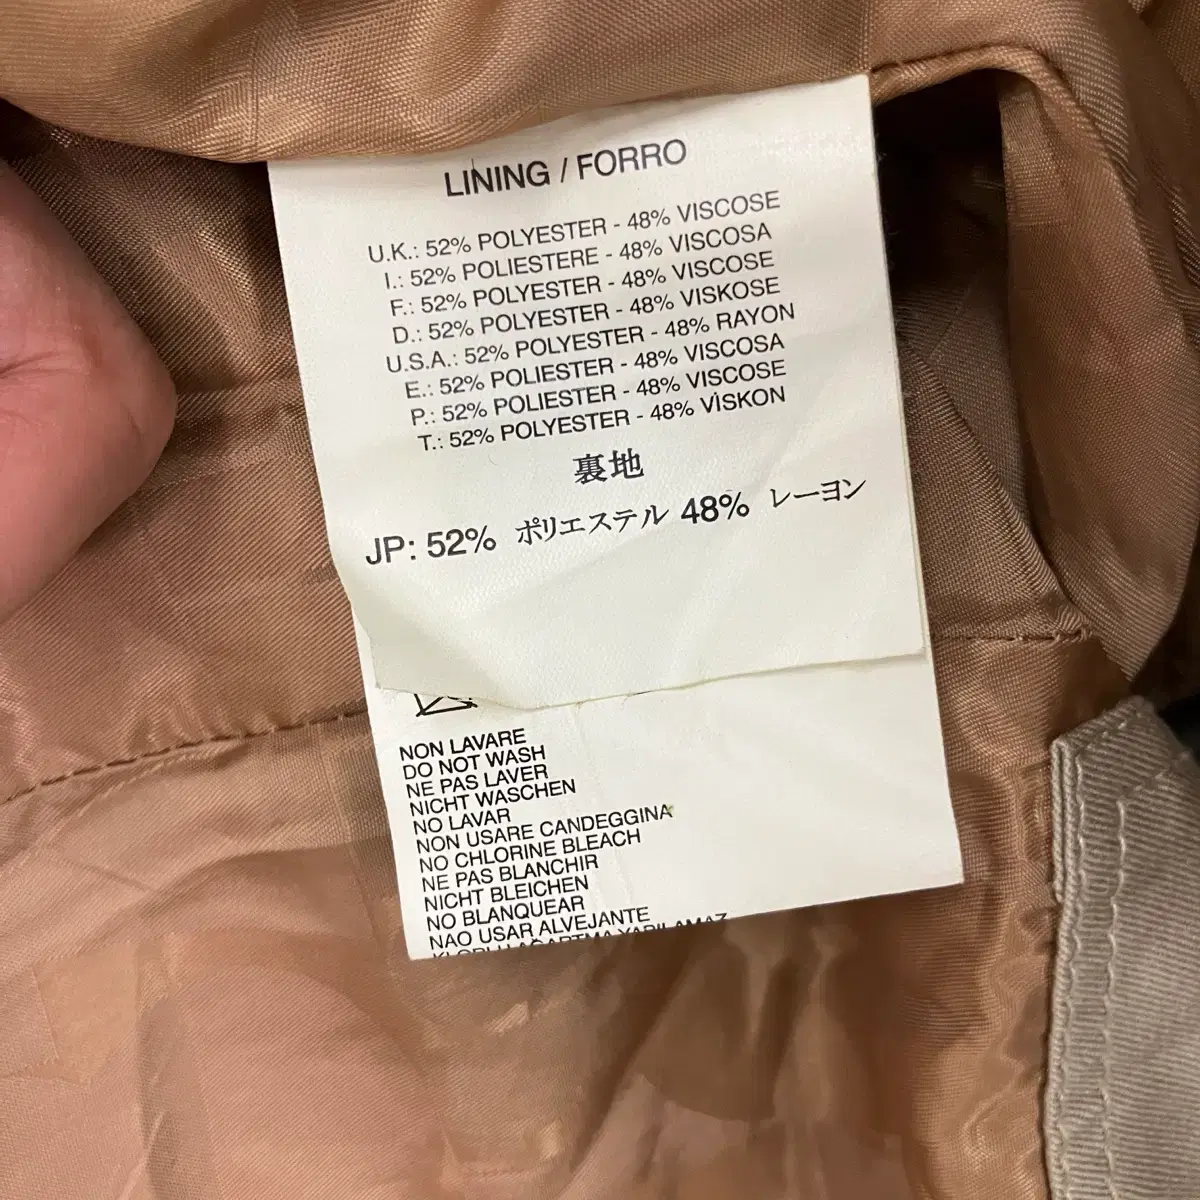 LINING / FORRO
U.K.: 52% POLYESTER - 48% VISCOSE
I.: 52% POLIESTERE - 48% VISCOSA
F.: 52% POLYESTER - 48% VISCOSE
D.: 52% POLYESTER - 48% VISKOSE
U.S.A.: 52% POLYESTER - 48% RAYON
E.: 52% POLIESTER - 48% VISCOSA
P.: 52% POLIESTER - 48% VISCOSE
T.: 52% POLYESTER - 48% VİSKON
裏地
JP: 52% ポリエステル 48% レーヨン
NON LAVARE
DO NOT WASH
NE PAS LAVER
NICHT WASCHEN
NO LAVAR
NON USARE CANDEGGINA
NO CHLORINE BLEACH
NE PAS BLANCHIR
NICHT BLEICHEN
NO BLANQUEAR
NAO USAR ALVEJANTE